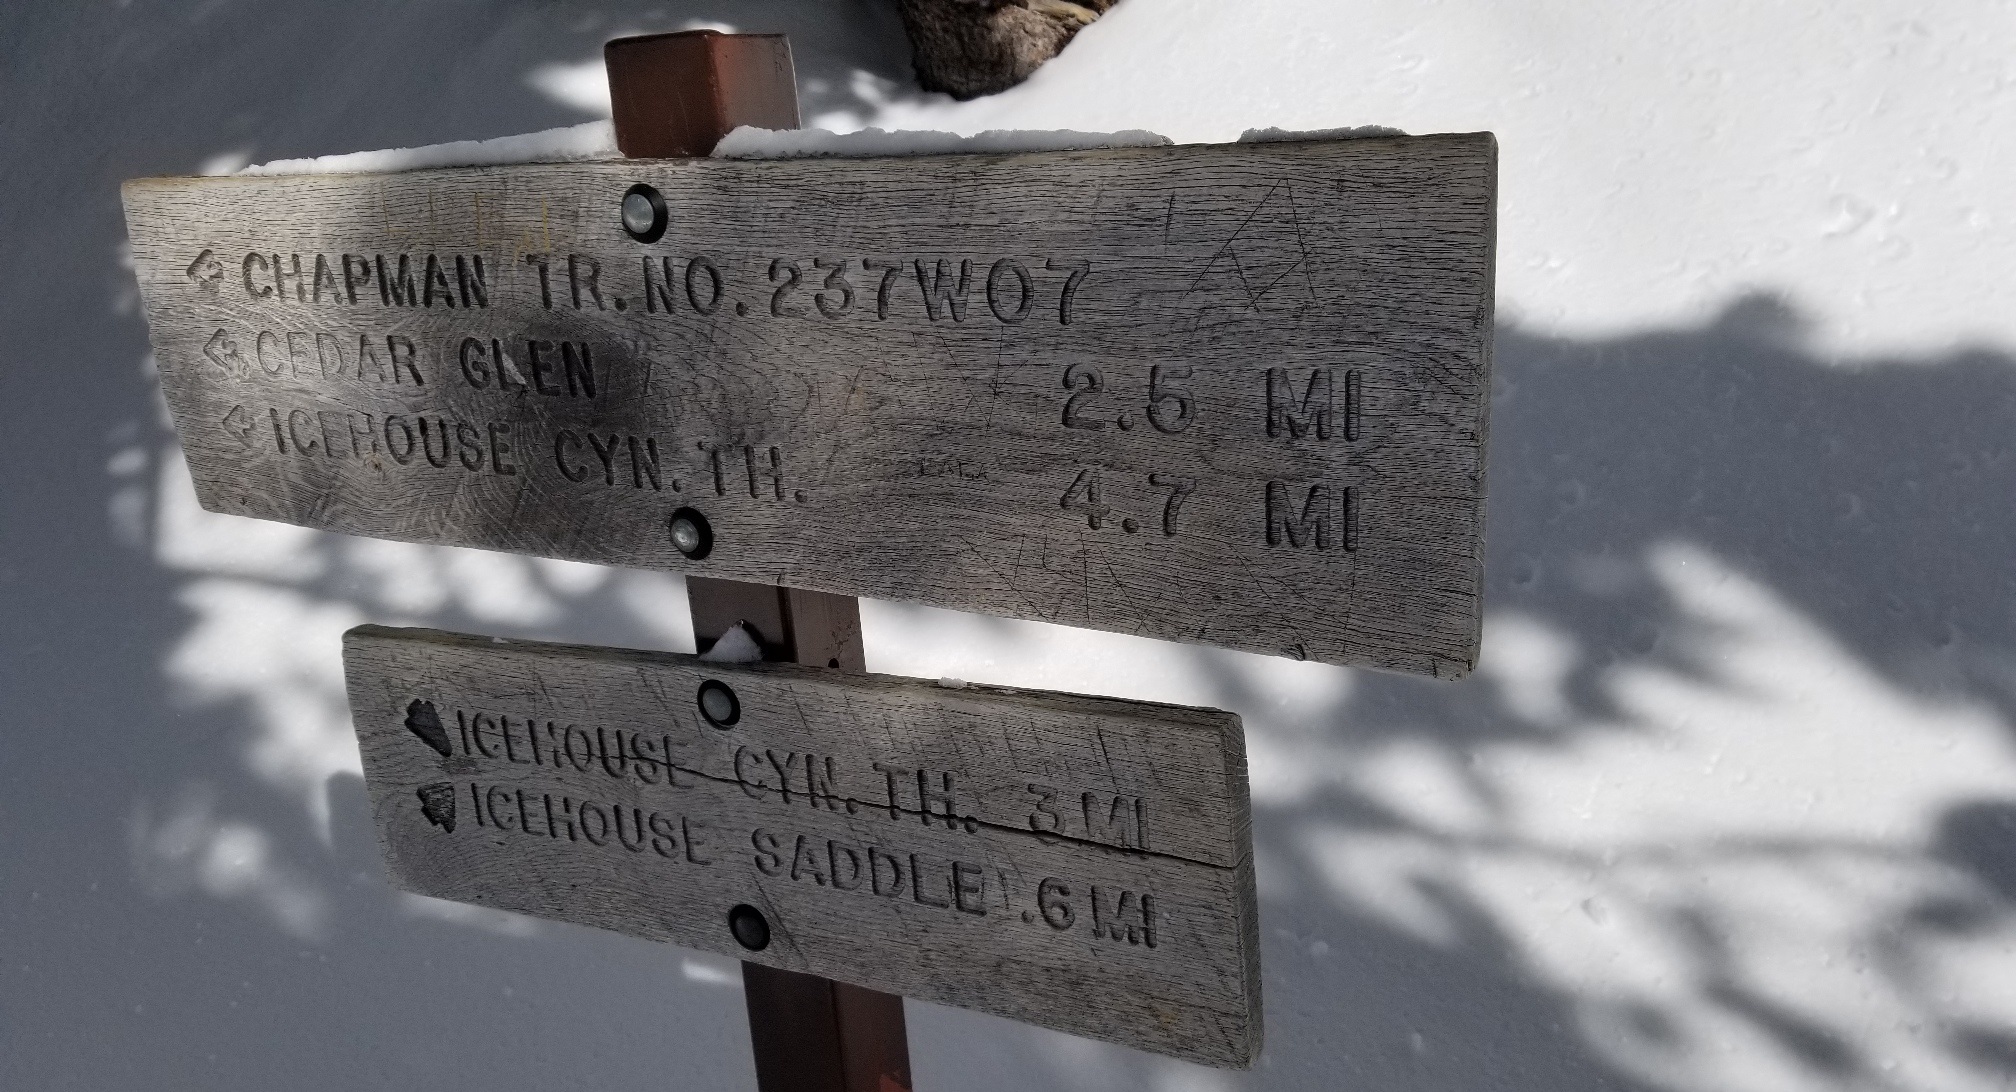 CHAPMAN TR. NO. 237W07
CEDAR GLEN 2.5 MI
ICEHOUSE CYN. TH. 4.7 MI
ICEHOUSE CYN. TH. 3 MI
ICEHOUSE SADDLE .6 MI